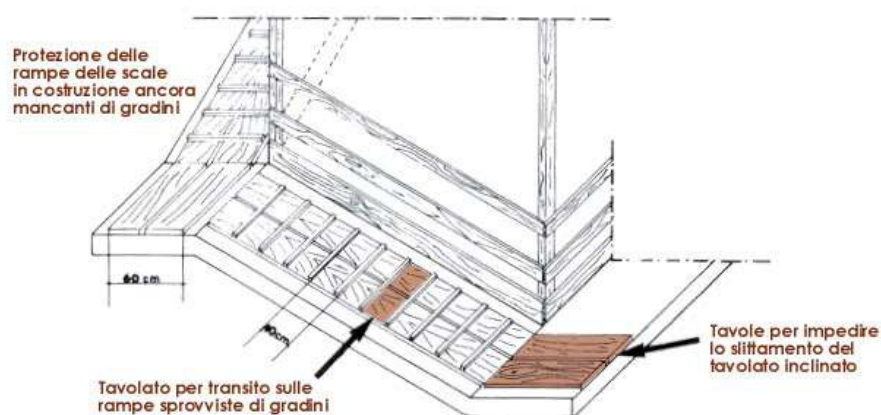 Protezione delle
rampe delle scale
in costruzione ancora
mancanti di gradini
60 cm
40cm
Tavole per impedire
lo slittamento del
tavolato inclinato
Tavolato per transito sulle
rampe sprovviste di gradini